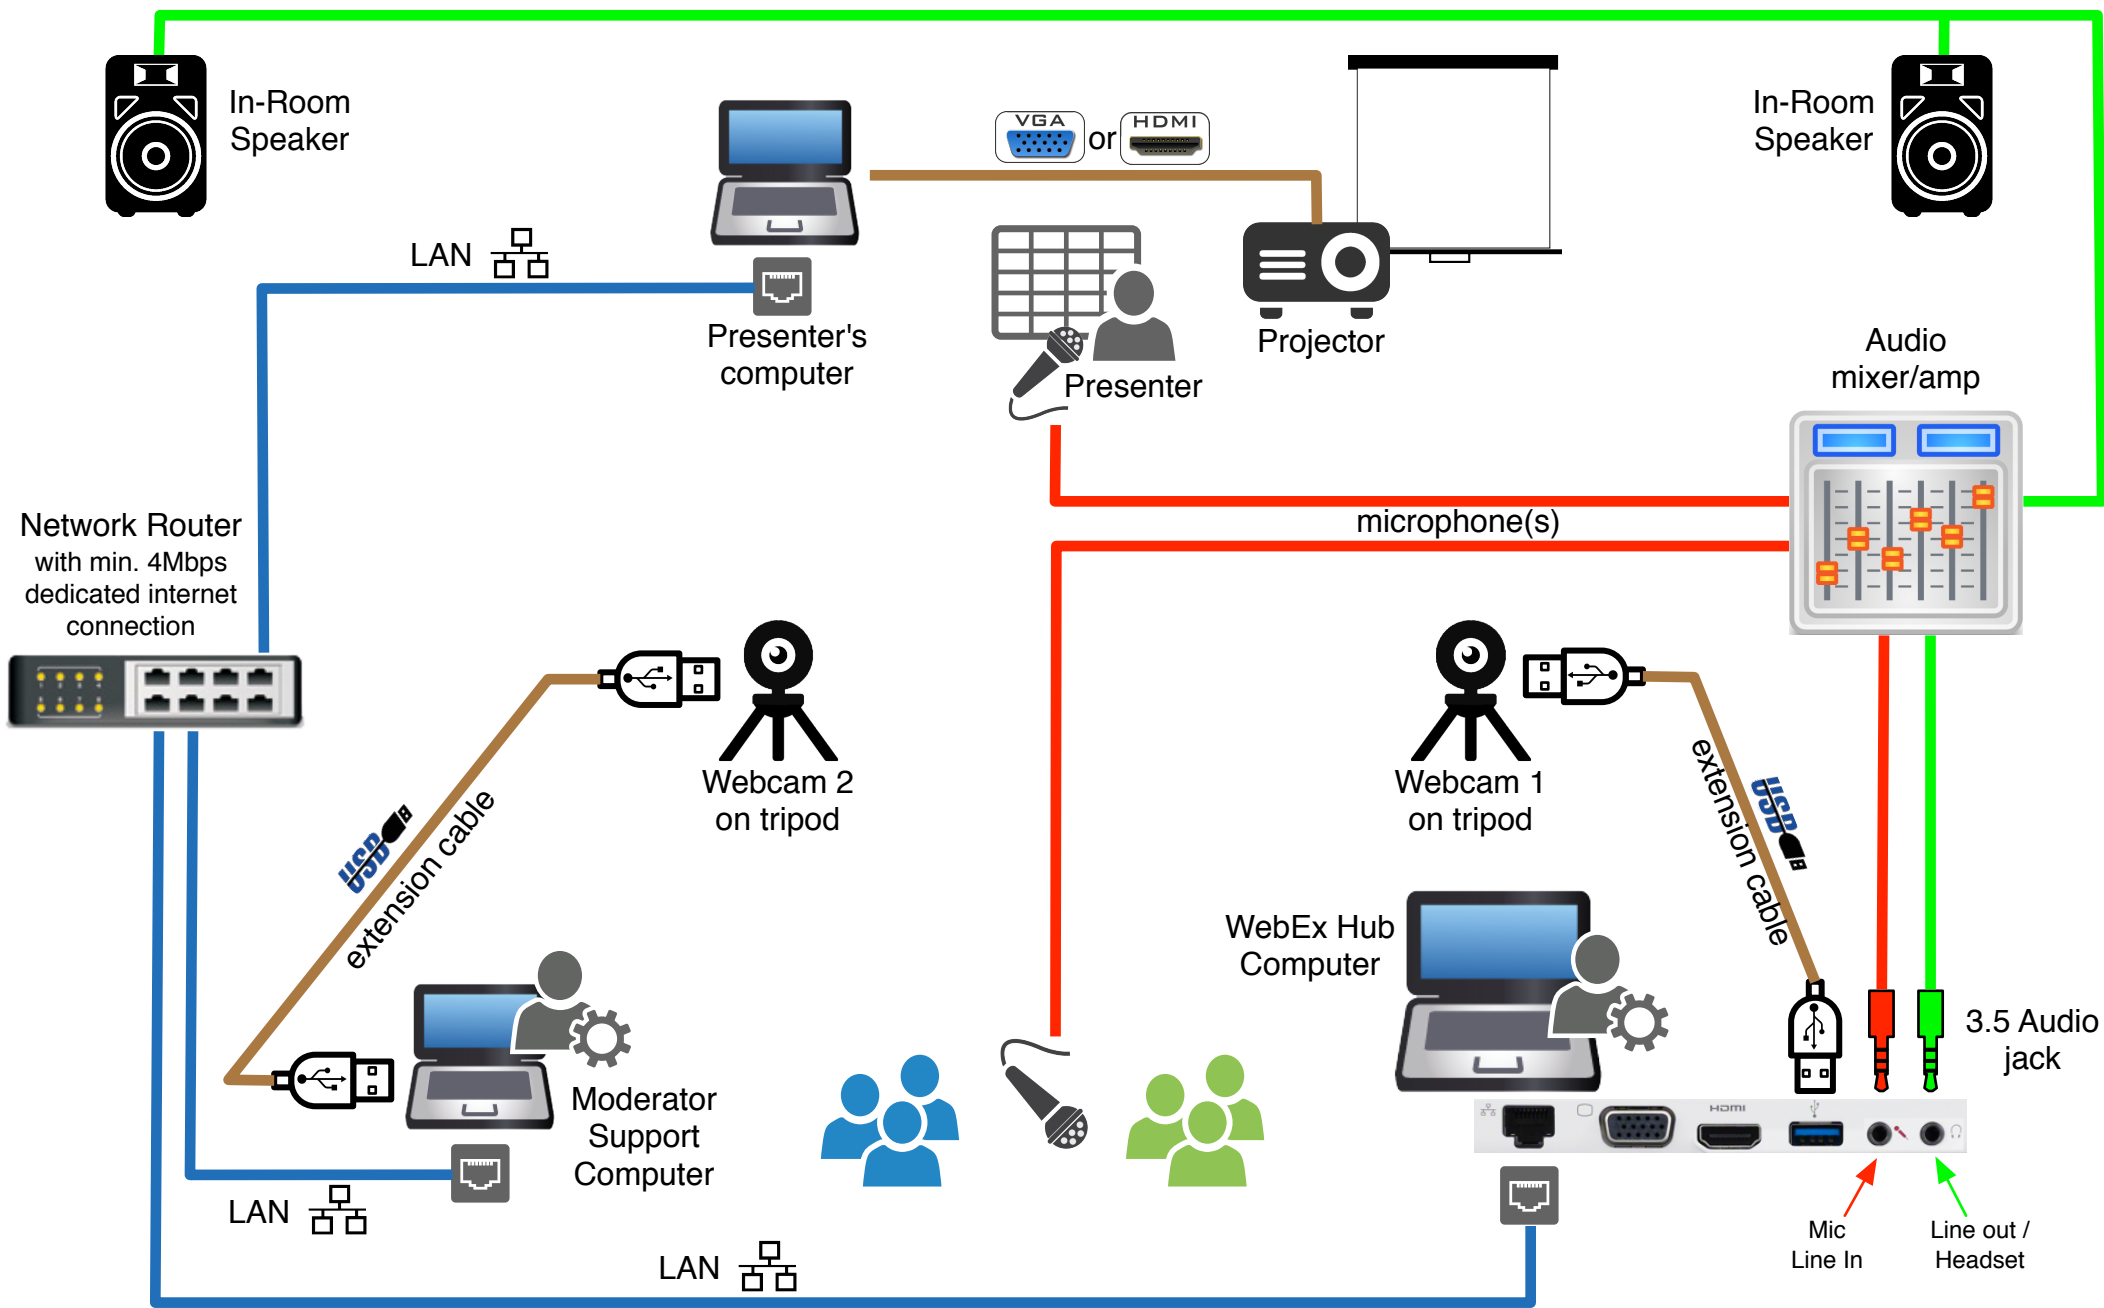 In-Room
Speaker
VGA
or
HDMI
In-Room
Speaker
LAN
Presenter's
computer
Presenter
Projector
Audio
mixer/amp
microphone(s)
Network Router
with min. 4Mbps
dedicated internet
connection
Webcam 2
on tripod
Webcam 1
on tripod
USB
extension cable
USB
extension cable
WebEx Hub
Computer
3.5 Audio
jack
Moderator
Support
Computer
HDMI
LAN
LAN
Mic
Line In
Line out /
Headset